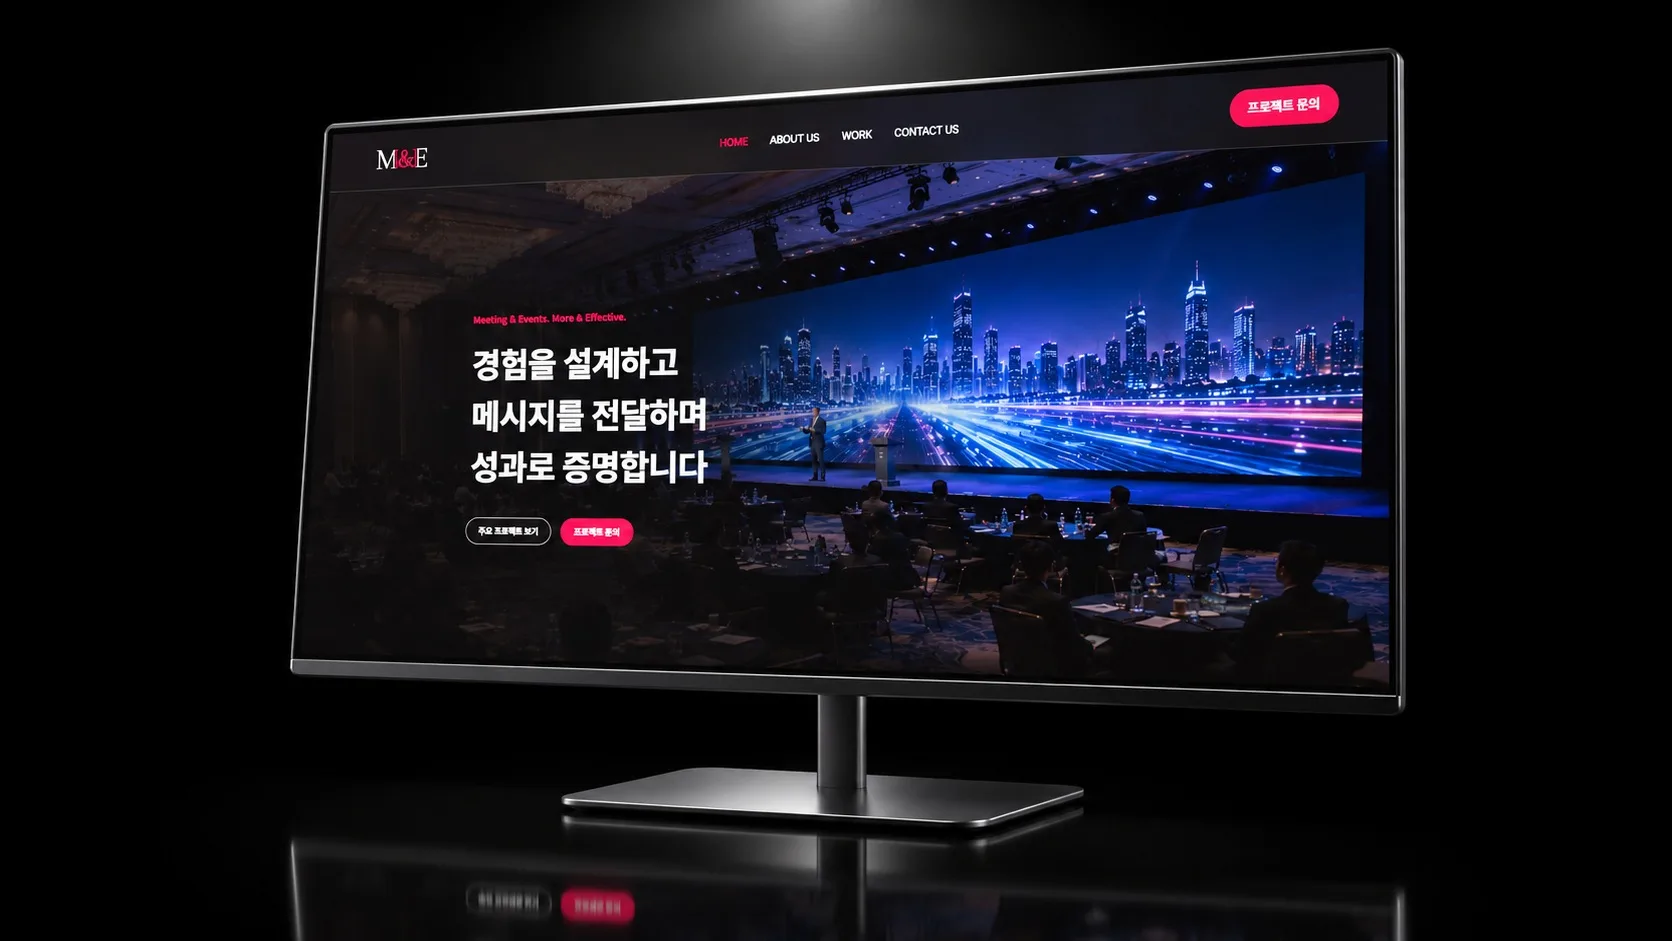 M&E
HOME
ABOUT US
WORK
CONTACT US
프로젝트 문의
Meeting & Events. More & Effective.
경험을 설계하고
메시지를 전달하며
성과로 증명합니다
주요 프로젝트 보기
프로젝트 문의